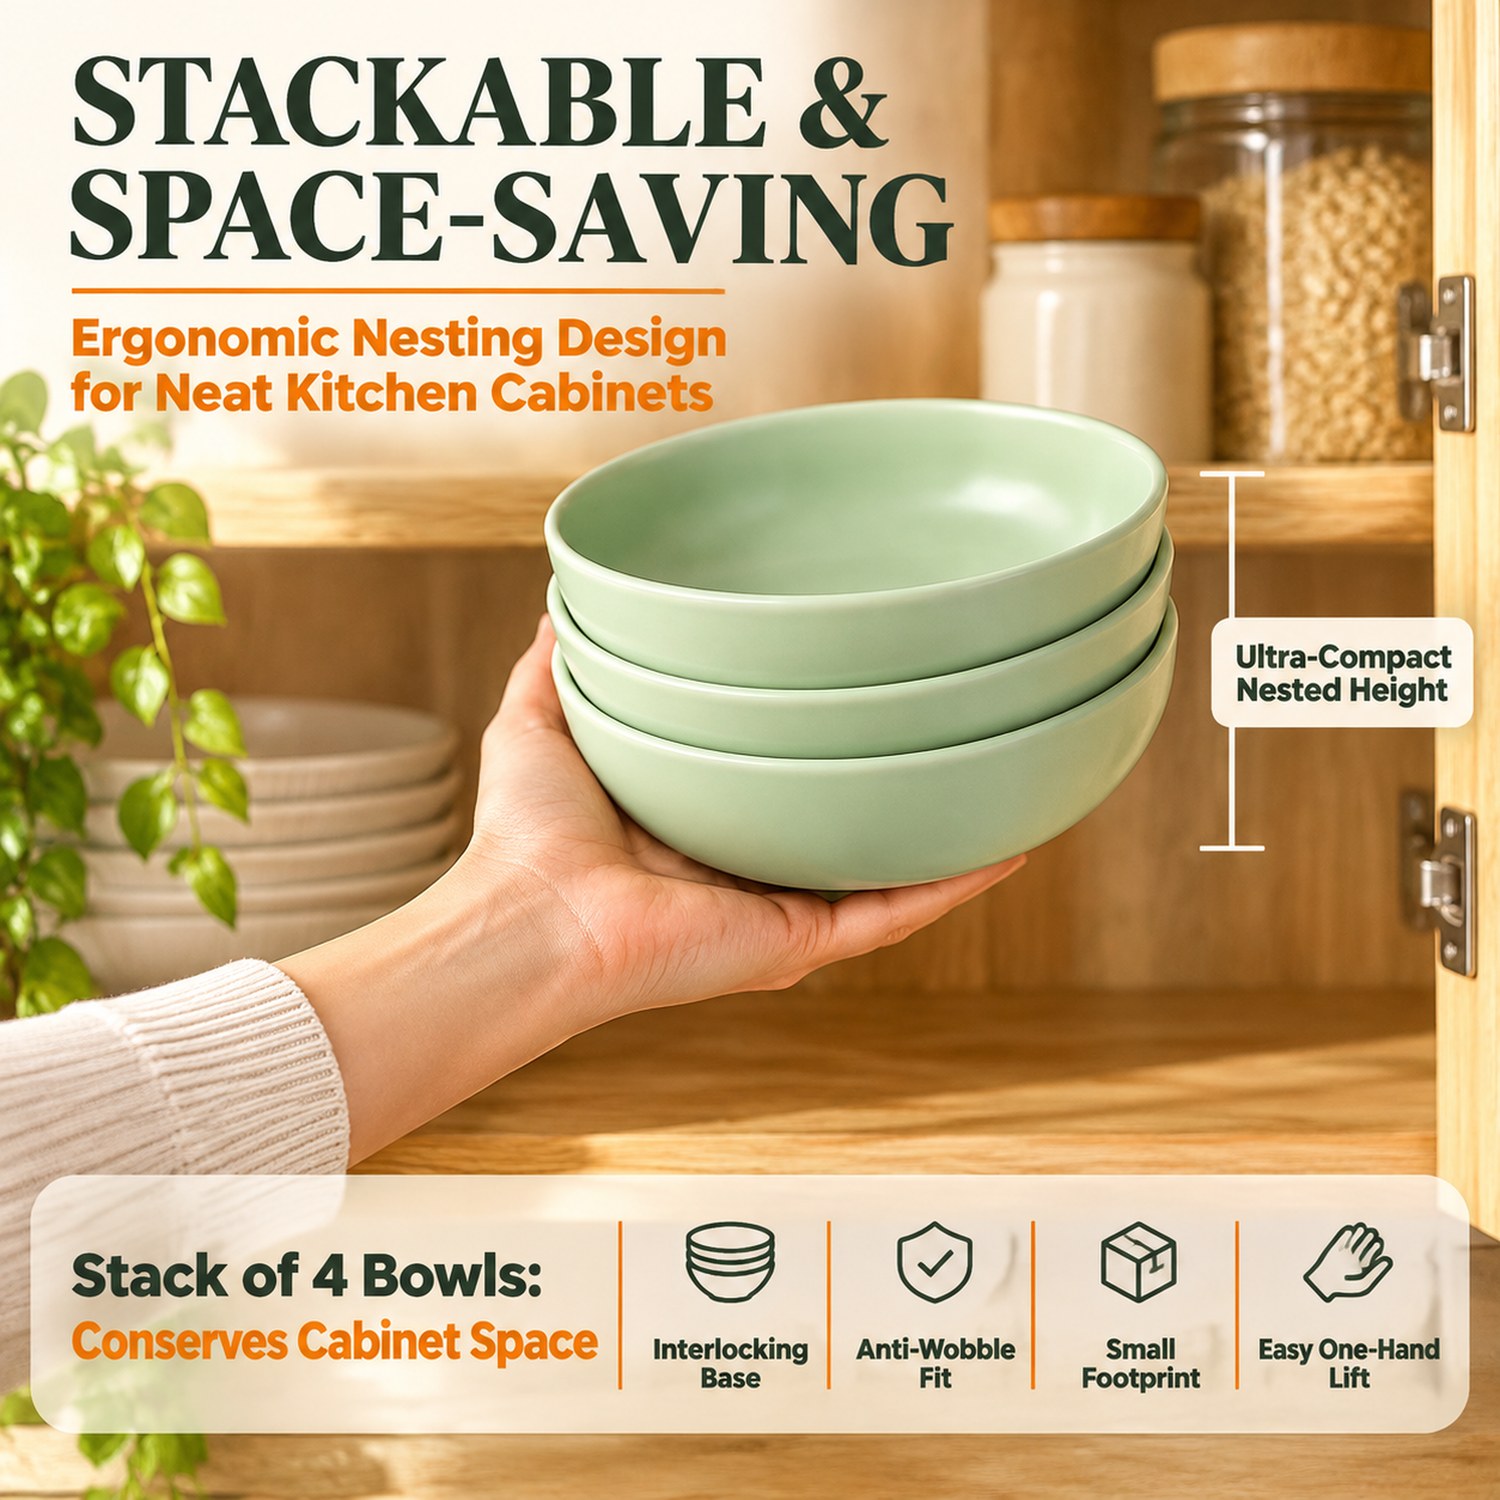 STACKABLE &
SPACE-SAVING
Ergonomic Nesting Design
for Neat Kitchen Cabinets
Ultra-Compact
Nested Height
Stack of 4 Bowls:
Conserves Cabinet Space
Interlocking
Base
Anti-Wobble
Fit
Small
Footprint
Easy One-Hand
Lift